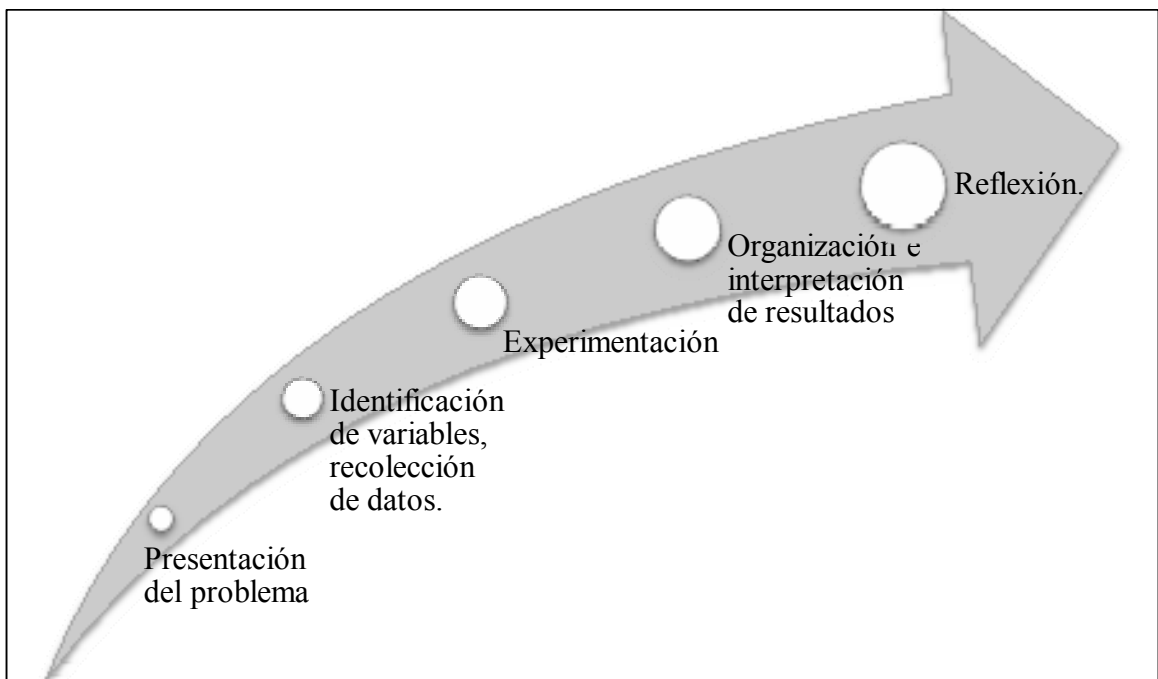 Presentación
del problema
Identificación
de variables,
recolección
de datos.
Experimentación
Organización e
interpretación
de resultados
Reflexión.